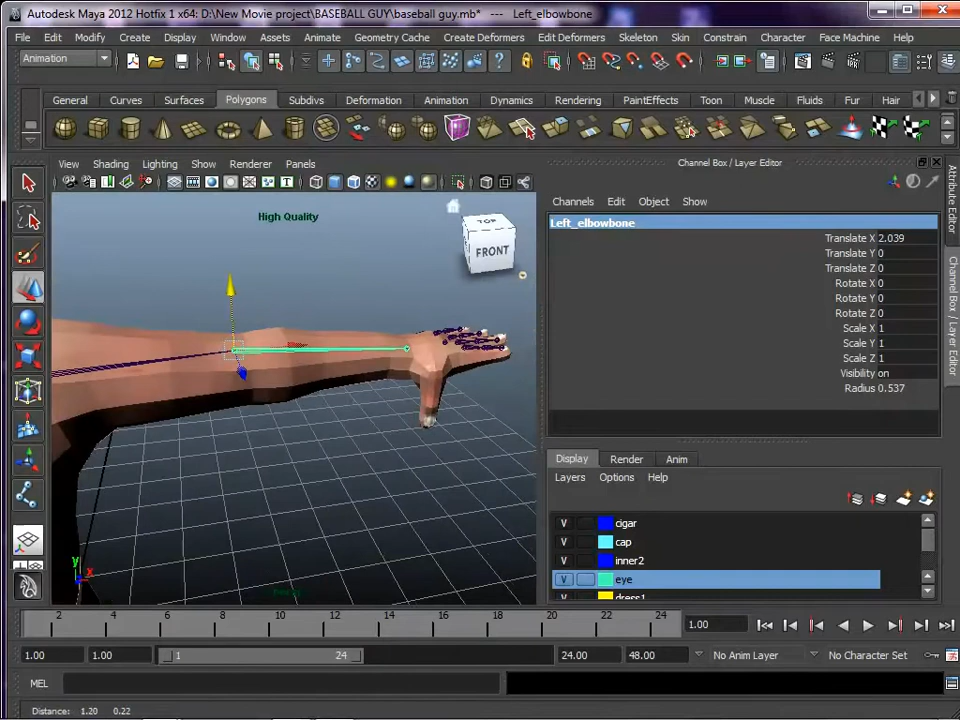 Autodesk Maya 2012 Hotfix 1 x64: D:\New Movie project\BASEBALL GUY\baseball guy.mb* --- Left_elbowbone
File Edit Modify Create Display Window Assets Animate Geometry Cache Create Deformers Edit Deformers Skeleton Skin Constrain Character Face Machine Help
Animation
General Curves Surfaces Polygons Subdivs Deformation Animation Dynamics Rendering PaintEffects Toon Muscle Fluids Fur Hair
View Shading Lighting Show Renderer Panels
Channel Box / Layer Editor
Channels Edit Object Show
High Quality
TOP
FRONT
Left_elbowbone
Translate X 2.039
Translate Y 0
Translate Z 0
Rotate X 0
Rotate Y 0
Rotate Z 0
Scale X 1
Scale Y 1
Scale Z 1
Visibility on
Radius 0.537
Attribute Editor
Channel Box / Layer Editor
Display Render Anim
Layers Options Help
V cigar
V cap
V inner2
V eye
V dress1
y
x
Persp
2 4 6 8 10 12 14 16 18 20 22 24
1.00
1.00 1.00 1 24 24.00 48.00 No Anim Layer No Character Set
MEL
Distance: 1.20 0.22